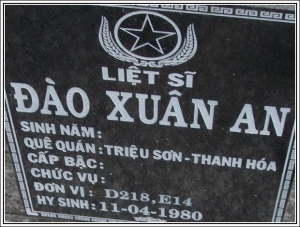 LIỆT SĨ
ĐÀO XUÂN AN
SINH NĂM :
QUÊ QUÁN : TRIỆU SƠN - THANH HÓA
CẤP BẬC :
CHỨC VỤ :
ĐƠN VỊ : D218, E14
HY SINH : 11-04-1980